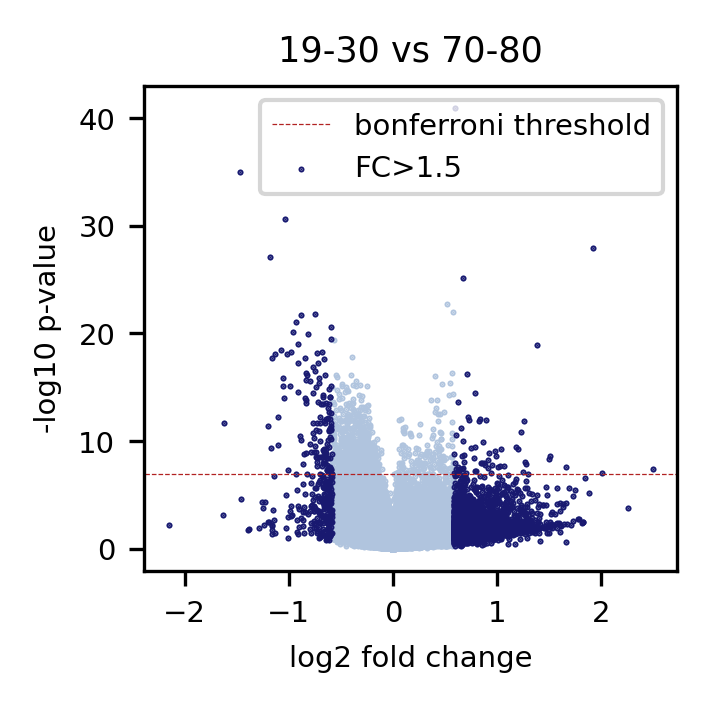 19-30 vs 70-80
bonferroni threshold
FC>1.5
40
30
20
10
0
-log10 p-value
−2
−1
0
1
2
log2 fold change